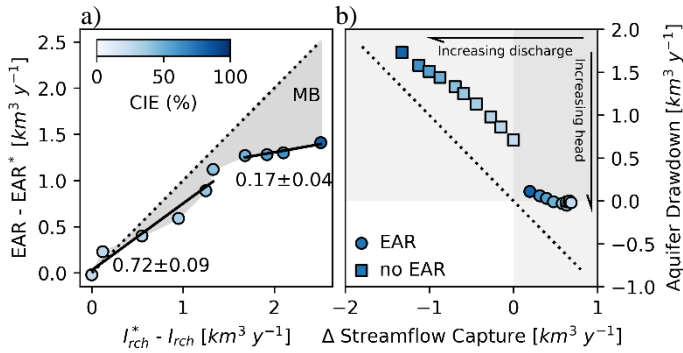 a)
b)
0
50
100
CIE (%)
MB
0.72±0.09
0.17±0.04
2.5
2.0
1.5
1.0
0.5
0.0
EAR - EAR* [km³ y⁻¹]
0
1
2
I*rch - Irch [km³ y⁻¹]
Increasing discharge
Increasing head
EAR
no EAR
−2
−1
0
1
Δ Streamflow Capture [km³ y⁻¹]
2.0
1.5
1.0
0.5
0.0
−0.5
−1.0
Aquifer Drawdown [km³ y⁻¹]